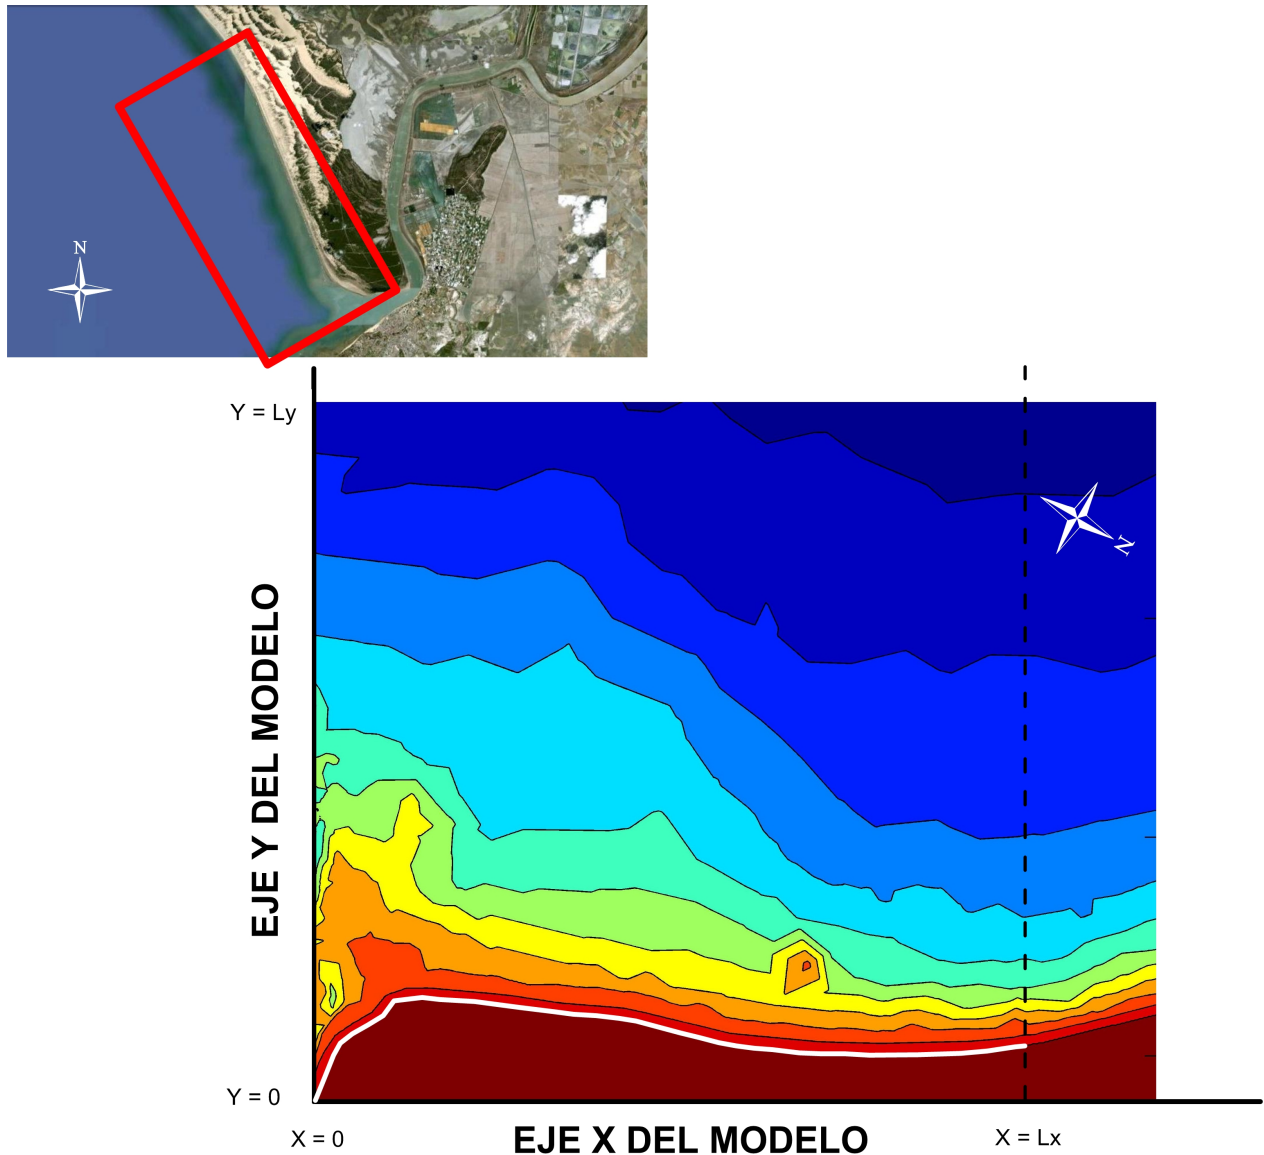 N
Y = Ly
N
EJE Y DEL MODELO
Y = 0
X = 0
EJE X DEL MODELO
X = Lx